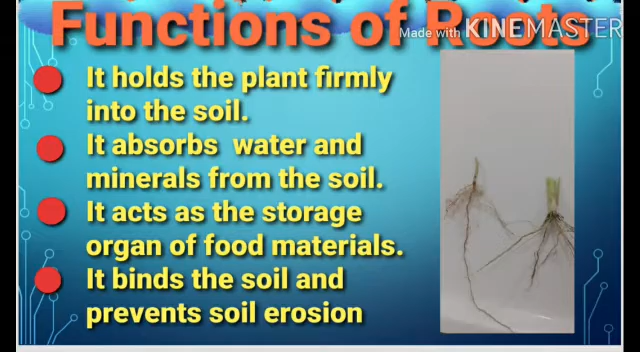 Functions of Roots
Made with KINEMASTER
It holds the plant firmly
into the soil.
It absorbs water and
minerals from the soil.
It acts as the storage
organ of food materials.
It binds the soil and
prevents soil erosion